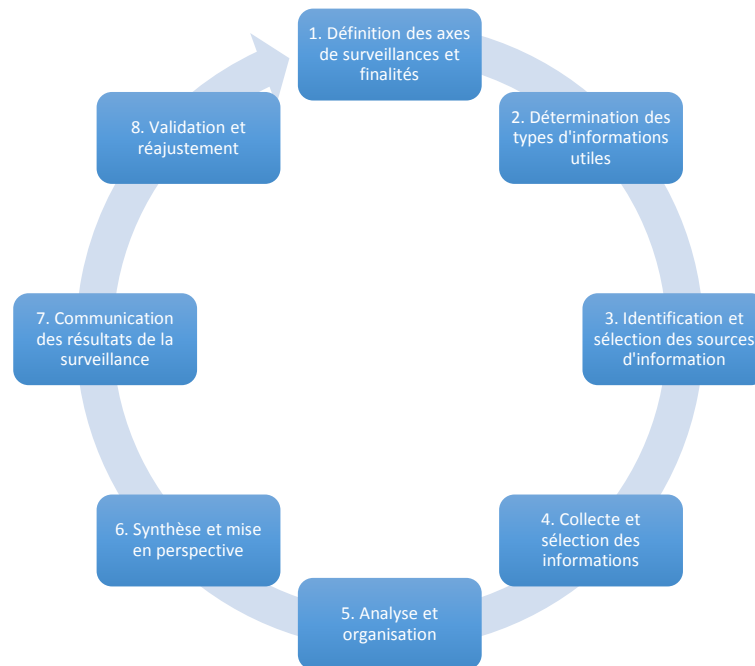 1. Définition des axes
de surveillances et
finalités
2. Détermination des
types d'informations
utiles
3. Identification et
sélection des sources
d'information
4. Collecte et
sélection des
informations
5. Analyse et
organisation
6. Synthèse et mise
en perspective
7. Communication
des résultats de la
surveillance
8. Validation et
réajustement